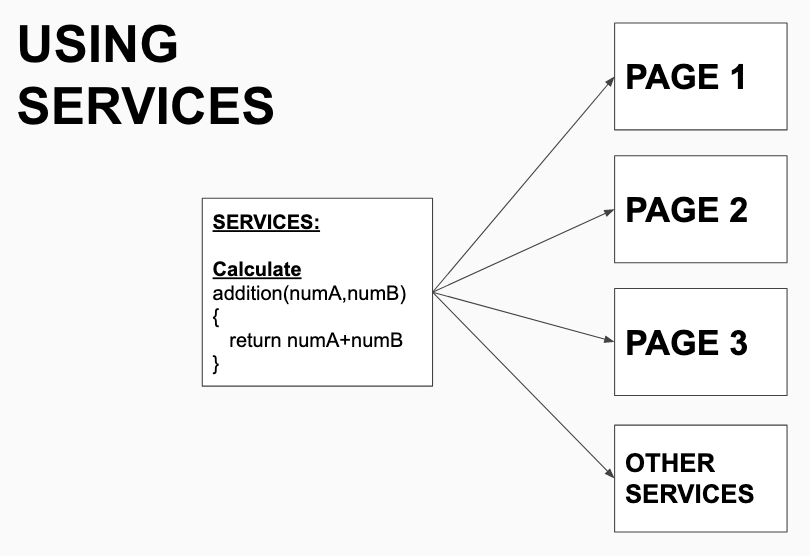 USING
SERVICES
SERVICES:
Calculate
addition(numA,numB)
{
return numA+numB
}
PAGE 1
PAGE 2
PAGE 3
OTHER
SERVICES